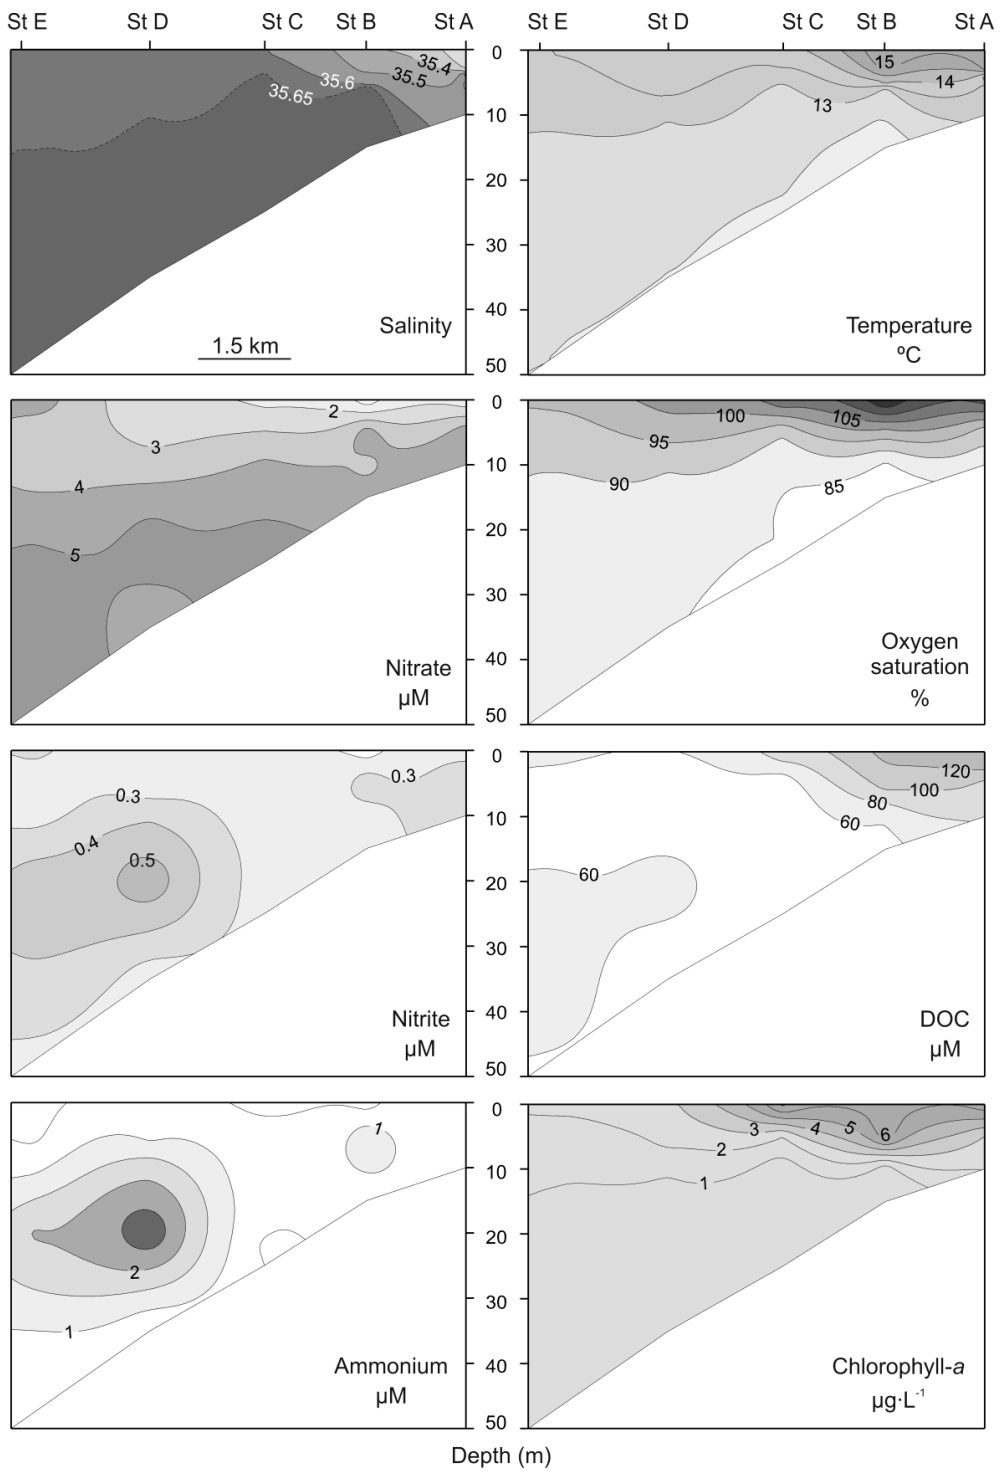 St E St D St C St B St A St E St D St C St B St A
0 0
35.4 15
35.5 14
35.6
35.65 13
10
20
30
40
50
Salinity
1.5 km
Temperature
ºC
0
2 100 105
3 95
4 90 85
10
5
20
30
40
50
Nitrate
µM
Oxygen
saturation
%
0
0.3 0.3
0.4
0.5
120
100
80
60
60
10
20
30
40
50
Nitrite
µM
DOC
µM
0
1
3 4 5 6
2
1
10
20
2
30
1
40
50
Ammonium
µM
Chlorophyll-a
µg·L⁻¹
Depth (m)